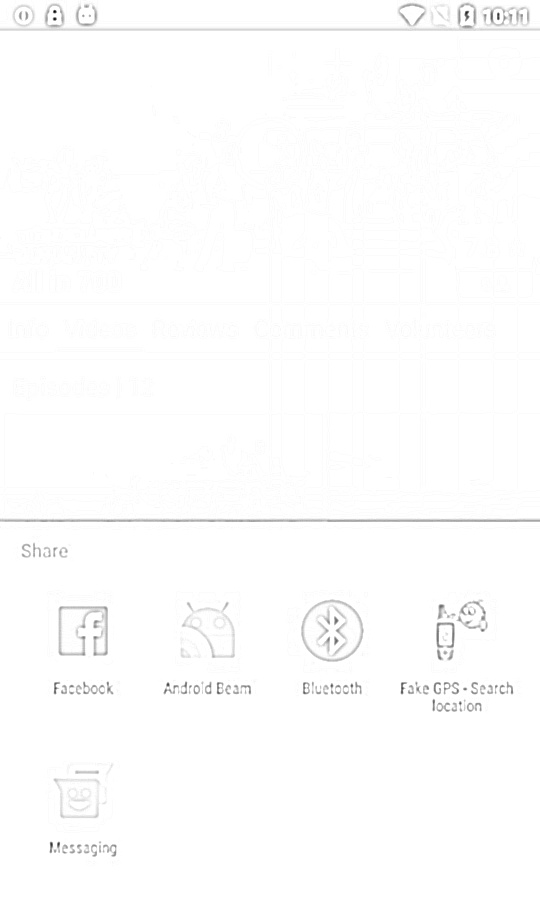 10:11
Info Videos Reviews Comments Volunteers
Episodes | 12
Share
Facebook
Android Beam
Bluetooth
Fake GPS - Search
location
Messaging